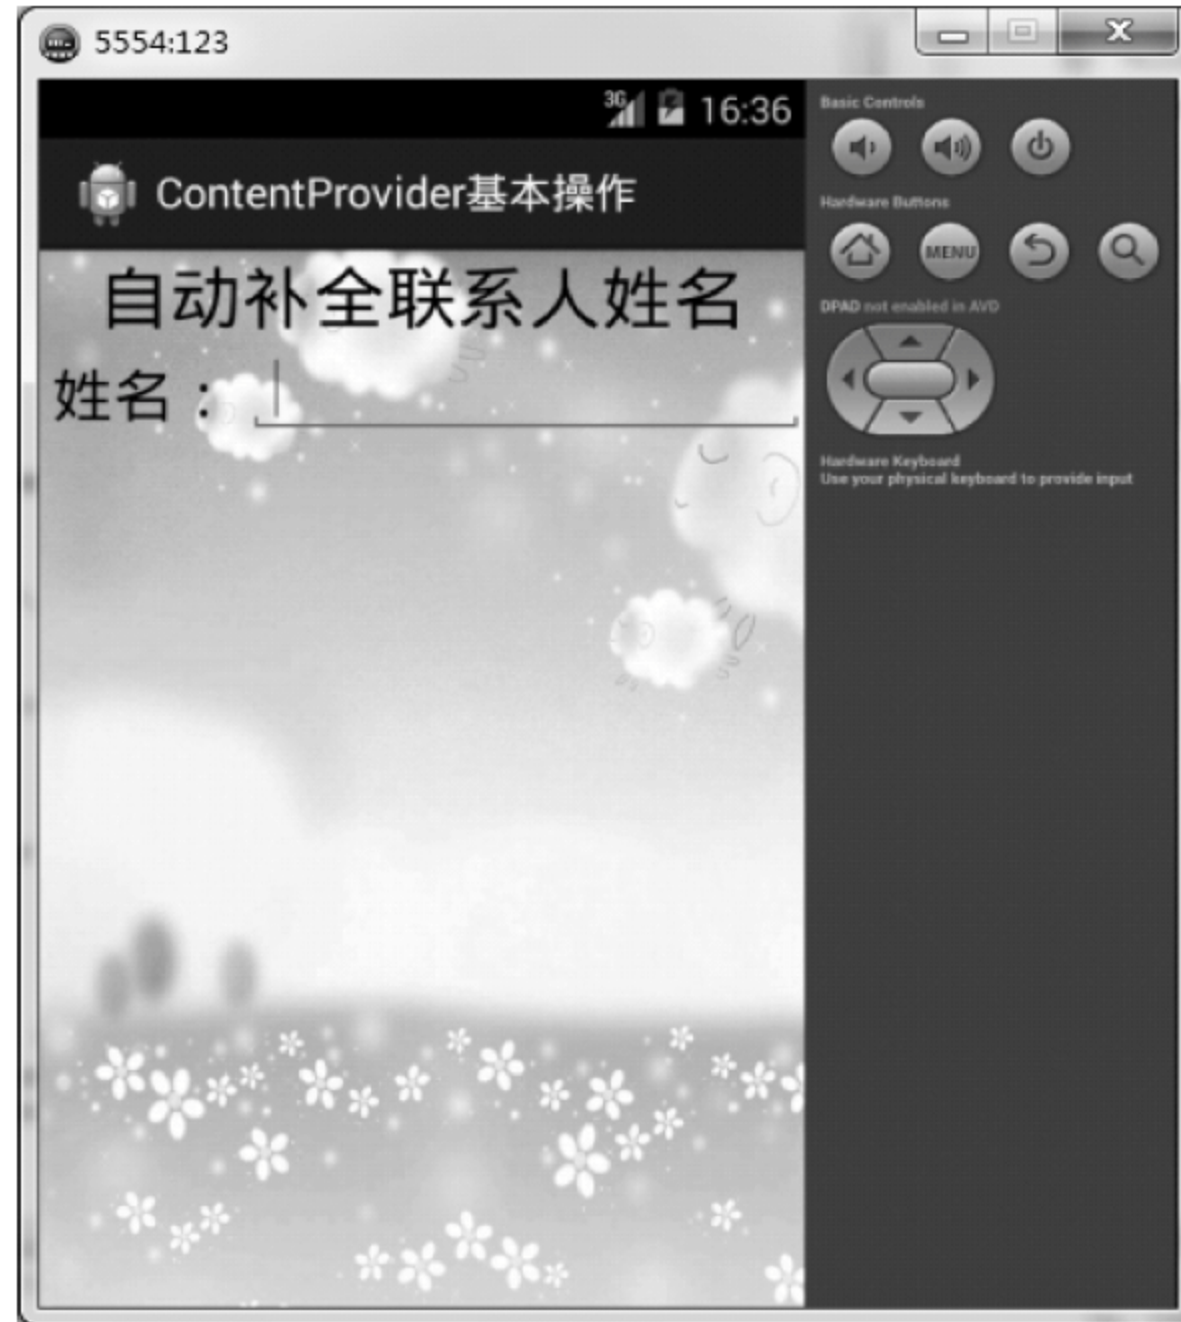 5554:123
3G 16:36
ContentProvider基本操作
自动补全联系人姓名
姓名：
Basic Controls
Hardware Buttons
MENU
DPAD not enabled in AVD
Hardware Keyboard
Use your physical keyboard to provide input